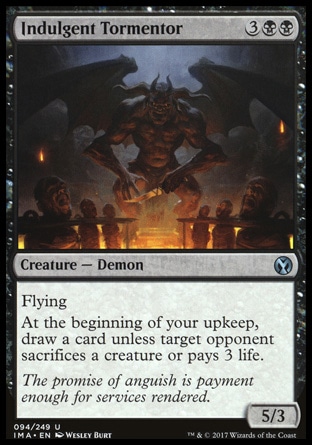 Indulgent Tormentor 3
Creature — Demon
Flying
At the beginning of your upkeep,
draw a card unless target opponent
sacrifices a creature or pays 3 life.
The promise of anguish is payment
enough for services rendered.
5/3
094/249 U
IMA • EN Wesley Burt
™ & © 2017 Wizards of the Coast